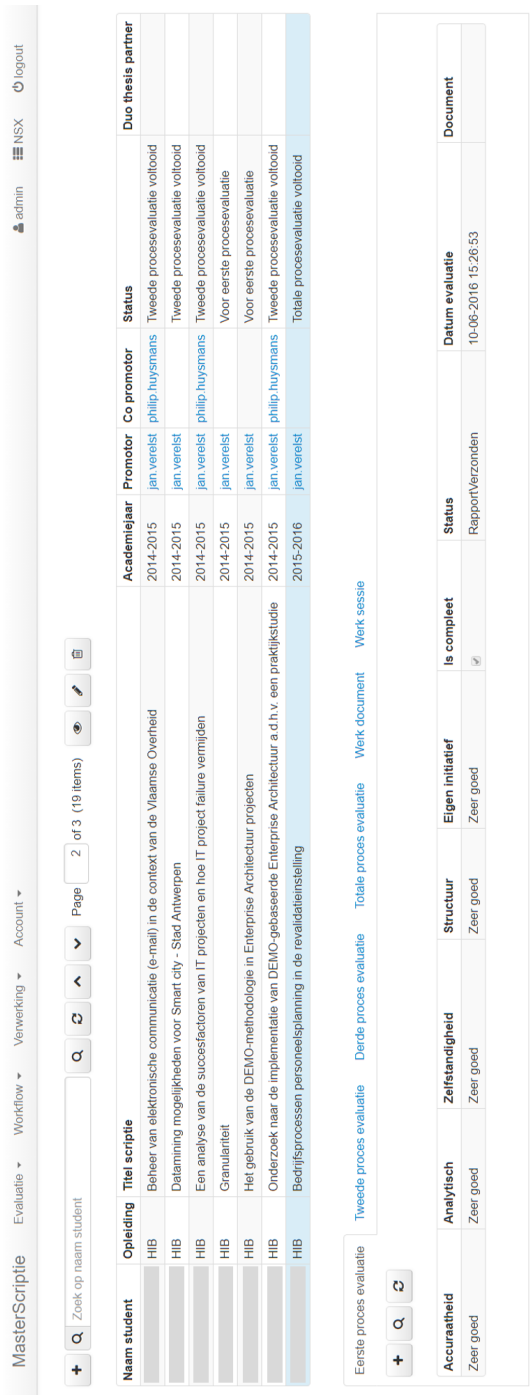 MasterScriptie Evaluatie Workflow Verwerking Account admin NSX logout
Zoek op naam student Page 2 of 3 (19 items)
Naam student Opleiding Titel scriptie Academiejaar Promotor Co promotor Status Duo thesis partner
HIB Beheer van elektronische communicatie (e-mail) in de context van de Vlaamse Overheid 2014-2015 jan.verelst philip.huysmans Tweede procesevaluatie voltooid
HIB Datamining mogelijkheden voor Smart city - Stad Antwerpen 2014-2015 jan.verelst Tweede procesevaluatie voltooid
HIB Een analyse van de succesfactoren van IT projecten en hoe IT project failure vermijden 2014-2015 jan.verelst philip.huysmans Tweede procesevaluatie voltooid
HIB Granulariteit 2014-2015 jan.verelst Voor eerste procesevaluatie
HIB Het gebruik van de DEMO-methodologie in Enterprise Architectuur projecten 2014-2015 jan.verelst Voor eerste procesevaluatie
HIB Onderzoek naar de implementatie van DEMO-gebaseerde Enterprise Architectuur a.d.h.v. een praktijkstudie 2014-2015 jan.verelst philip.huysmans Tweede procesevaluatie voltooid
HIB Bedrijfsprocessen personeelsplanning in de revalidatieinstelling 2015-2016 jan.verelst Totale procesevaluatie voltooid
Eerste proces evaluatie Tweede proces evaluatie Derde proces evaluatie Totale proces evaluatie Werk document Werk sessie
Accuraatheid Analytisch Zelfstandigheid Structuur Eigen initiatief Is compleet Status Datum evaluatie Document
Zeer goed Zeer goed Zeer goed Zeer goed Zeer goed RapportVerzonden 10-06-2016 15:26:53